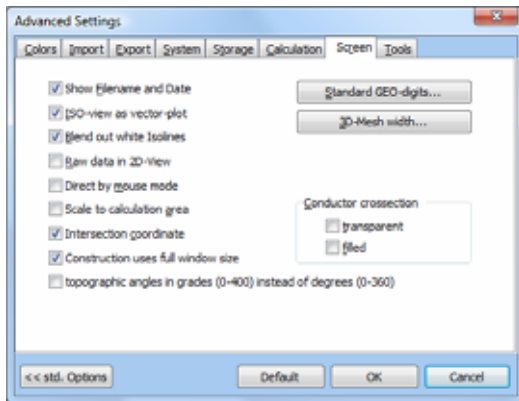 Advanced Settings
Colors Import Export System Storage Calculation Screen Tools
Show Filename and Date
ISO-view as vector-plot
Blend out white Isolines
Raw data in 2D-View
Direct by mouse mode
Scale to calculation area
Intersection coordinate
Construction uses full window size
topographic angles in grades (0-400) instead of degrees (0-360)
Standard GEO-digits...
3D-Mesh width...
Conductor crossection
transparent
filled
<< std. Options Default OK Cancel